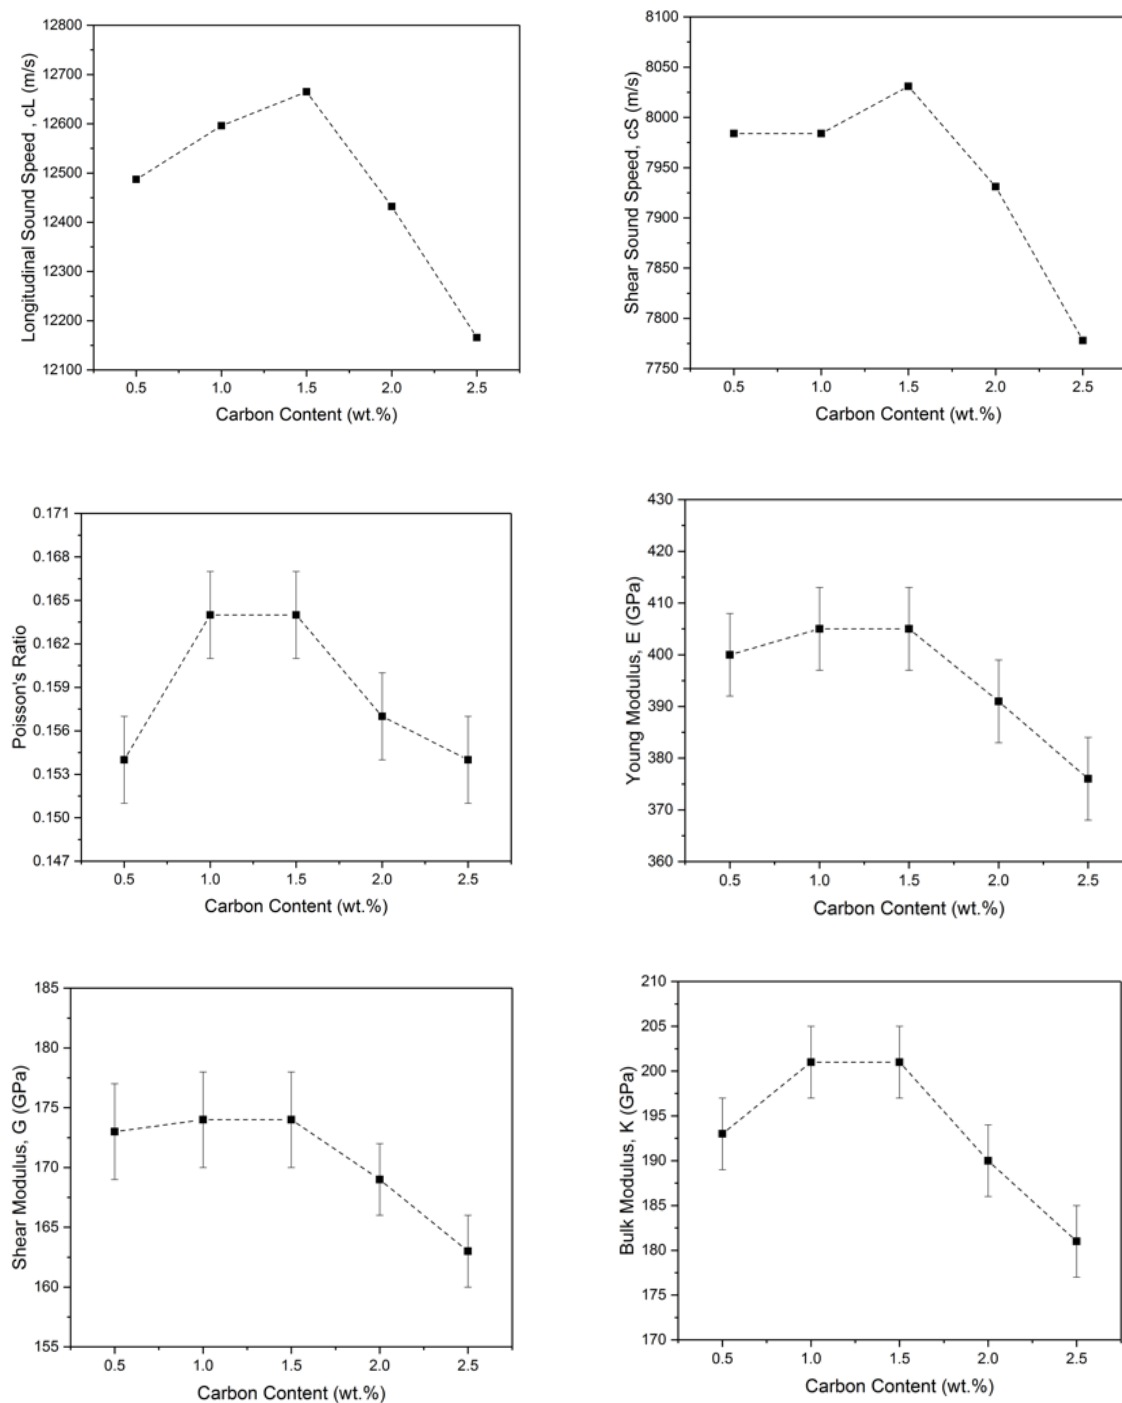 12800
12700
12600
12500
12400
12300
12200
12100
Longitudinal Sound Speed , cL (m/s)
0.5 1.0 1.5 2.0 2.5
Carbon Content (wt.%)
8100
8050
8000
7950
7900
7850
7800
7750
Shear Sound Speed, cS (m/s)
0.5 1.0 1.5 2.0 2.5
Carbon Content (wt.%)
0.171
0.168
0.165
0.162
0.159
0.156
0.153
0.150
0.147
Poisson's Ratio
0.5 1.0 1.5 2.0 2.5
Carbon Content (wt.%)
430
420
410
400
390
380
370
360
Young Modulus, E (GPa)
0.5 1.0 1.5 2.0 2.5
Carbon Content (wt.%)
185
180
175
170
165
160
155
Shear Modulus, G (GPa)
0.5 1.0 1.5 2.0 2.5
Carbon Content (wt.%)
210
205
200
195
190
185
180
175
170
Bulk Modulus, K (GPa)
0.5 1.0 1.5 2.0 2.5
Carbon Content (wt.%)